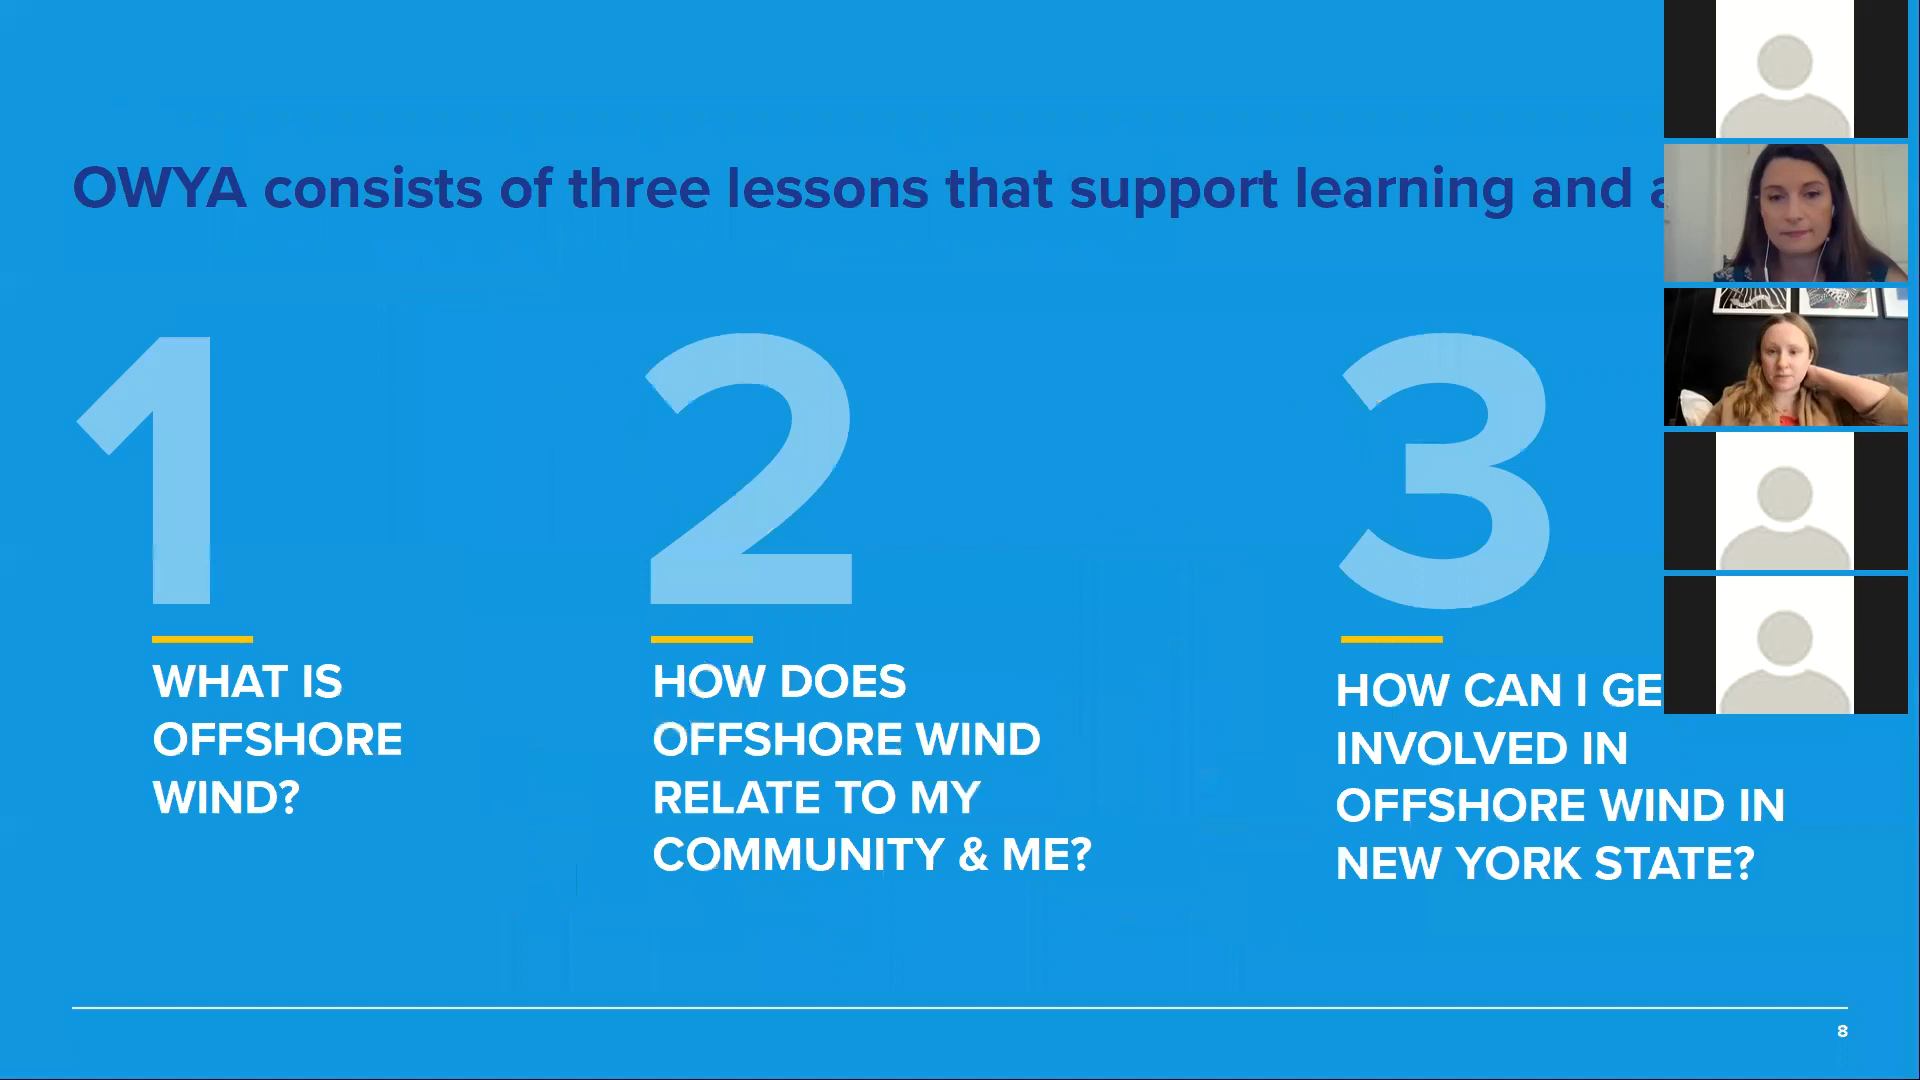 OWYA consists of three lessons that support learning and
1
WHAT IS
OFFSHORE
WIND?
2
HOW DOES
OFFSHORE WIND
RELATE TO MY
COMMUNITY & ME?
3
HOW CAN I GE
INVOLVED IN
OFFSHORE WIND IN
NEW YORK STATE?
8